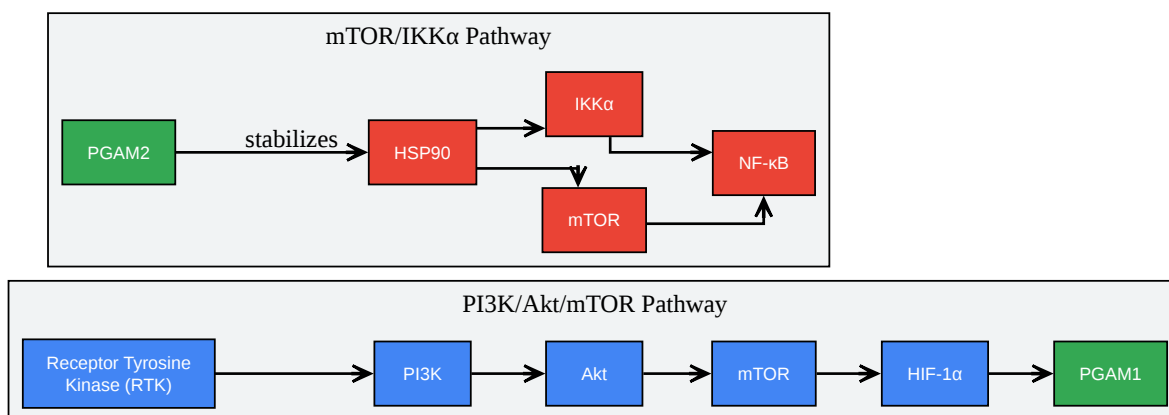 mTOR/IKKα Pathway
IKKα
PGAM2
stabilizes
HSP90
NF-κB
mTOR
PI3K/Akt/mTOR Pathway
Receptor Tyrosine
Kinase (RTK)
PI3K
Akt
mTOR
HIF-1α
PGAM1